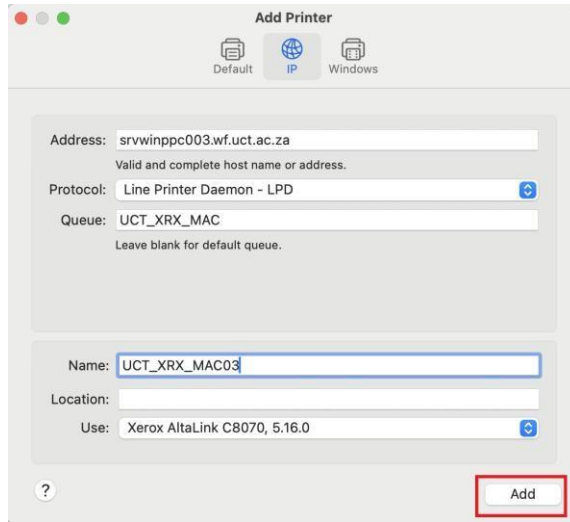 Add Printer
Default IP Windows
Address: srvwinppc003.wf.uct.ac.za
Valid and complete host name or address.
Protocol: Line Printer Daemon - LPD
Queue: UCT_XRX_MAC
Leave blank for default queue.
Name: UCT_XRX_MAC03
Location:
Use: Xerox AltaLink C8070, 5.16.0
? Add